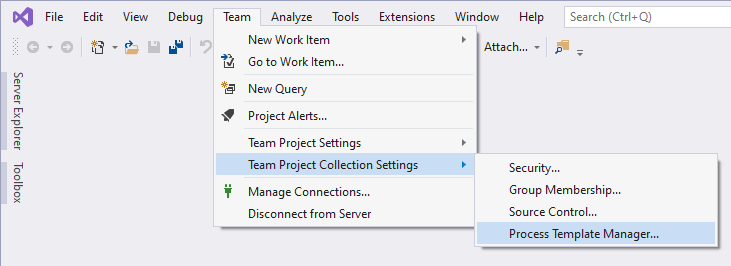 File Edit View Debug Team Analyze Tools Extensions Window Help Search (Ctrl+Q)
New Work Item
Attach...
Go to Work Item...
New Query
Project Alerts...
Team Project Settings
Team Project Collection Settings
Manage Connections...
Disconnect from Server
Security...
Group Membership...
Source Control...
Process Template Manager...
Server Explorer
Toolbox